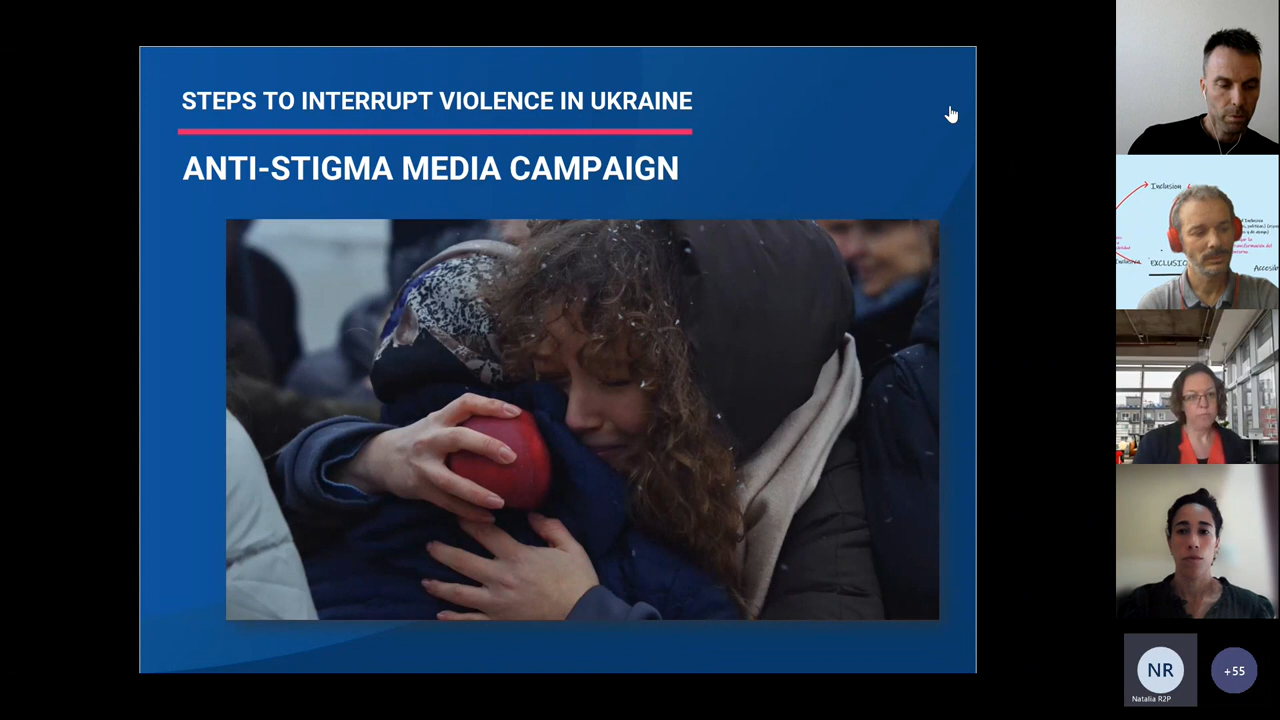 STEPS TO INTERRUPT VIOLENCE IN UKRAINE
ANTI-STIGMA MEDIA CAMPAIGN
Inclusion
EXCLUSIO
NR
Natalia R2P
+55